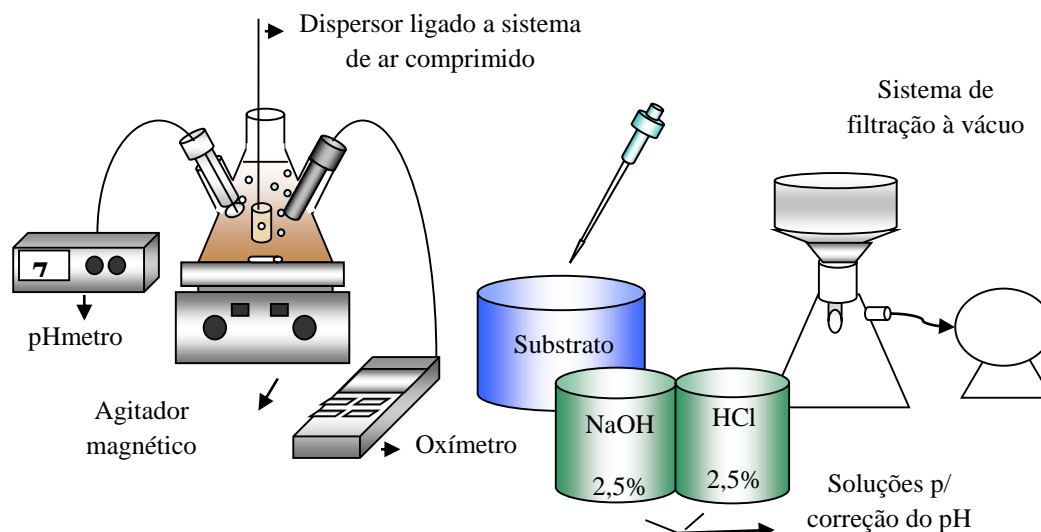 Dispersor ligado a sistema
de ar comprimido
Sistema de
filtração à vácuo
7
pHmetro
Substrato
Agitador
magnético
Oxímetro
NaOH
2,5%
HCl
2,5%
Soluções p/
correção do pH